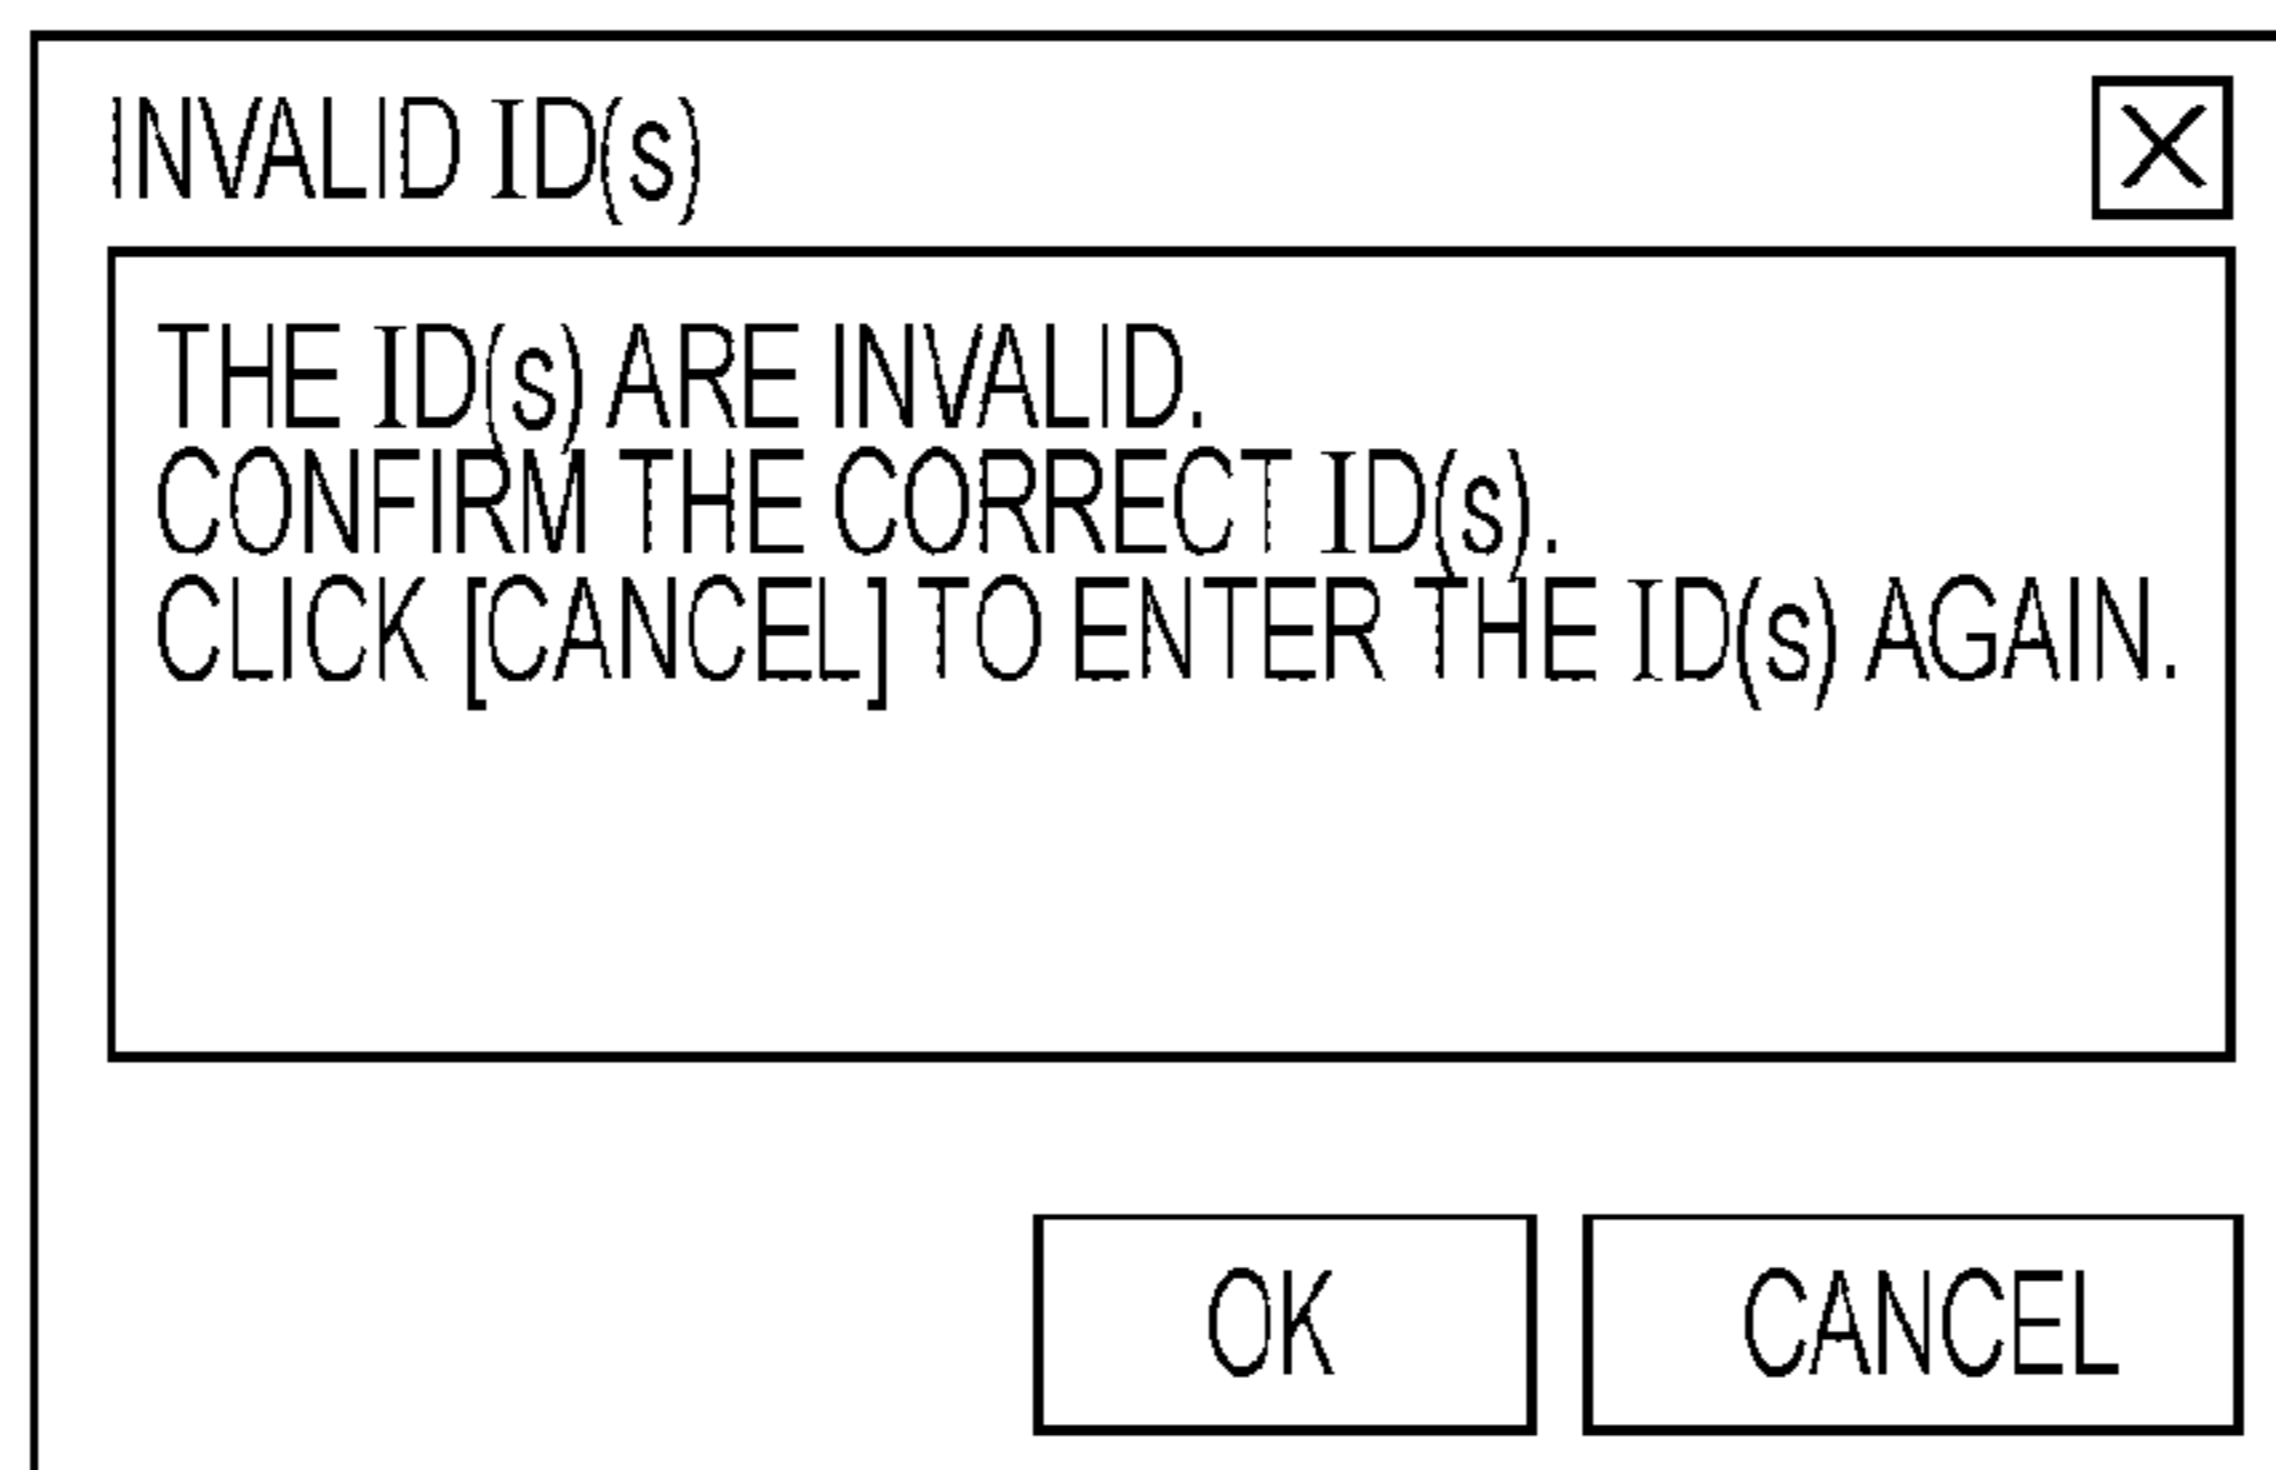 INVALID ID(s)
THE ID(s) ARE INVALID.
CONFIRM THE CORRECT ID(s).
CLICK [CANCEL] TO ENTER THE ID(s) AGAIN.
OK
CANCEL